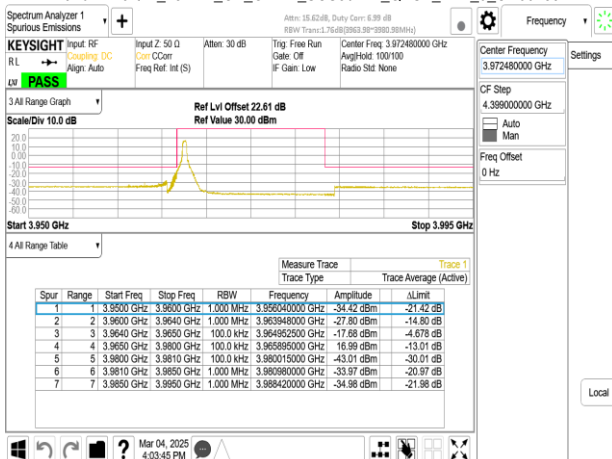 Spectrum Analyzer 1
Spurious Emissions
+
Attn: 15.62dB, Duty Corr: 6.99 dB
RBW Trans:1.76dB(3963.98~3980.98MHz)
Frequency
KEYSIGHT Input: RF Input Z: 50 Ω Atten: 30 dB Trig: Free Run Center Freq: 3.972480000 GHz
RL Coupling: DC Corr CCorr Gate: Off Avg|Hold: 100/100
Align: Auto Freq Ref: Int (S) IF Gain: Low Radio Std: None
LXI PASS
Center Frequency
3.972480000 GHz
Settings
CF Step
4.399000000 GHz
Auto
Man
Freq Offset
0 Hz
3 All Range Graph
Ref Lvl Offset 22.61 dB
Scale/Div 10.0 dB Ref Value 30.00 dBm
20.0
10.0
0.00
-10.0
-20.0
-30.0
-40.0
-50.0
-60.0
Start 3.950 GHz Stop 3.995 GHz
4 All Range Table
Measure Trace Trace 1
Trace Type Trace Average (Active)
Spur Range Start Freq Stop Freq RBW Frequency Amplitude ΔLimit
1 1 3.9500 GHz 3.9600 GHz 1.000 MHz 3.956040000 GHz -34.42 dBm -21.42 dB
2 2 3.9600 GHz 3.9640 GHz 1.000 MHz 3.963948000 GHz -27.80 dBm -14.80 dB
3 3 3.9640 GHz 3.9650 GHz 100.0 kHz 3.964952500 GHz -17.68 dBm -4.678 dB
4 4 3.9650 GHz 3.9800 GHz 100.0 kHz 3.965895000 GHz 16.99 dBm -13.01 dB
5 5 3.9800 GHz 3.9810 GHz 100.0 kHz 3.980015000 GHz -43.01 dBm -30.01 dB
6 6 3.9810 GHz 3.9850 GHz 1.000 MHz 3.980980000 GHz -33.97 dBm -20.97 dB
7 7 3.9850 GHz 3.9950 GHz 1.000 MHz 3.988420000 GHz -34.98 dBm -21.98 dB
Local
? Mar 04, 2025
4:03:45 PM